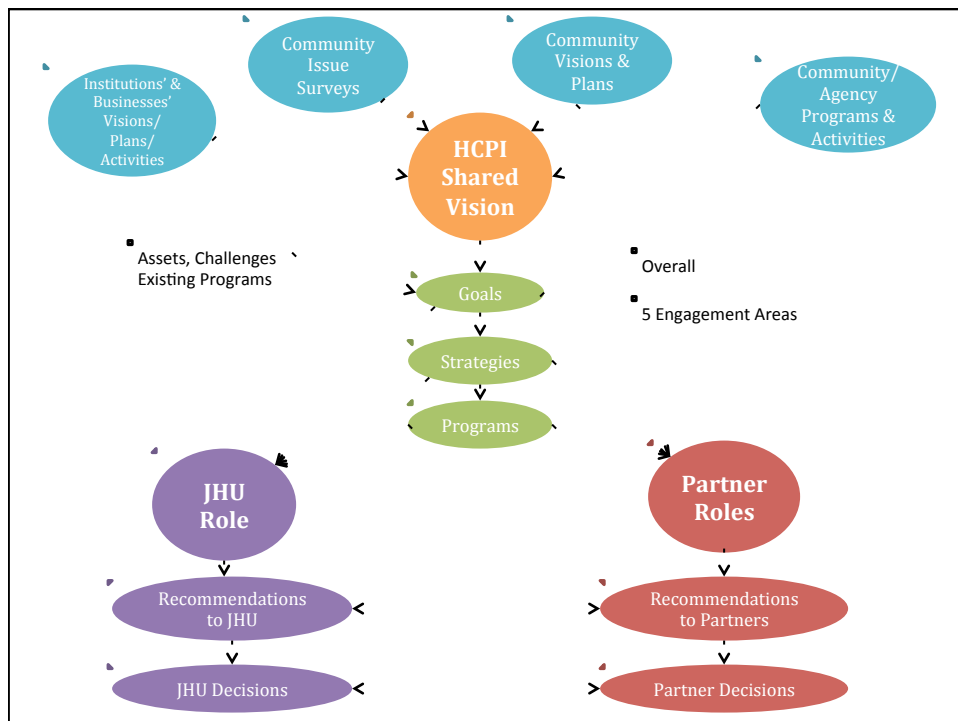 Institutions' &
Businesses'
Visions/
Plans/
Activities
Community
Issue
Surveys
Community
Visions &
Plans
Community/
Agency
Programs &
Activities
HCPI
Shared
Vision
Assets, Challenges
Existing Programs
Overall
5 Engagement Areas
Goals
Strategies
Programs
JHU
Role
Partner
Roles
Recommendations
to JHU
Recommendations
to Partners
JHU Decisions
Partner Decisions